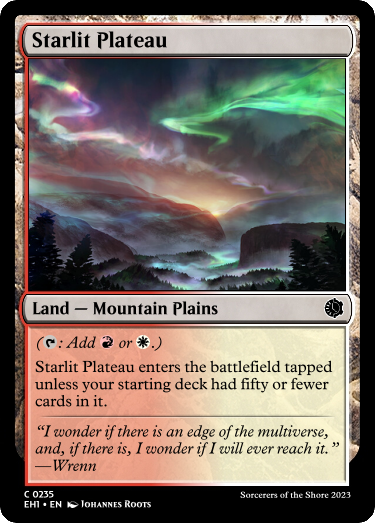 Starlit Plateau
Land — Mountain Plains
(: Add or .)
Starlit Plateau enters the battlefield tapped
unless your starting deck had fifty or fewer
cards in it.
“I wonder if there is an edge of the multiverse,
and, if there is, I wonder if I will ever reach it.”
—Wrenn
C 0235
EH1 • EN Johannes Roots
Sorcerers of the Shore 2023